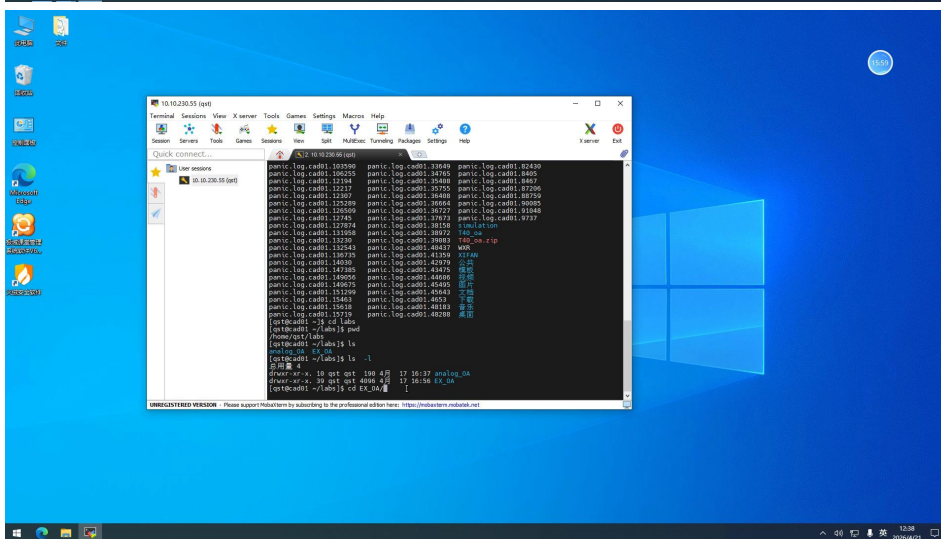 此电脑
文件
回收站
控制面板
Microsoft
Edge
15:59
10.10.230.55 (qst)
Terminal Sessions View X server Tools Games Settings Macros Help
Session Servers Tools Games Sessions View Split MultiExec Tunneling Packages Settings Help X server Exit
Quick connect...
2. 10.10.230.55 (qst)
User sessions
10.10.230.55 (qst)
panic.log.cad01.103590 panic.log.cad01.33649 panic.log.cad01.82430
panic.log.cad01.106255 panic.log.cad01.34765 panic.log.cad01.8405
panic.log.cad01.12194 panic.log.cad01.35408 panic.log.cad01.8467
panic.log.cad01.12217 panic.log.cad01.35755 panic.log.cad01.87206
panic.log.cad01.12307 panic.log.cad01.36408 panic.log.cad01.88759
panic.log.cad01.125289 panic.log.cad01.36664 panic.log.cad01.90085
panic.log.cad01.126509 panic.log.cad01.36727 panic.log.cad01.91048
panic.log.cad01.12745 panic.log.cad01.37673 panic.log.cad01.9737
panic.log.cad01.127874 panic.log.cad01.38158 simulation
panic.log.cad01.131958 panic.log.cad01.38972 T40_oa
panic.log.cad01.13230 panic.log.cad01.39083 T40_oa.zip
panic.log.cad01.132543 panic.log.cad01.40437 WXR
panic.log.cad01.136735 panic.log.cad01.41359 XIFAN
panic.log.cad01.14030 panic.log.cad01.42979 公共
panic.log.cad01.147385 panic.log.cad01.43475 模板
panic.log.cad01.149056 panic.log.cad01.44606 视频
panic.log.cad01.149675 panic.log.cad01.45495 图片
panic.log.cad01.151299 panic.log.cad01.45643 文档
panic.log.cad01.15463 panic.log.cad01.4653 下载
panic.log.cad01.15618 panic.log.cad01.48183 音乐
panic.log.cad01.15719 panic.log.cad01.48288 桌面
[qst@cad01 ~]$ cd labs
[qst@cad01 ~/labs]$ pwd
/home/qst/labs
[qst@cad01 ~/labs]$ ls
analog_OA EX_OA
[qst@cad01 ~/labs]$ ls -l
总用量 4
drwxr-xr-x. 10 qst qst 190 4月 17 16:37 analog_OA
drwxr-xr-x. 39 qst qst 4096 4月 17 16:56 EX_OA
[qst@cad01 ~/labs]$ cd EX_OA/
UNREGISTERED VERSION - Please support MobaXterm by subscribing to the professional edition here: https://mobaxterm.mobatek.net
英
12:38
2026/4/21